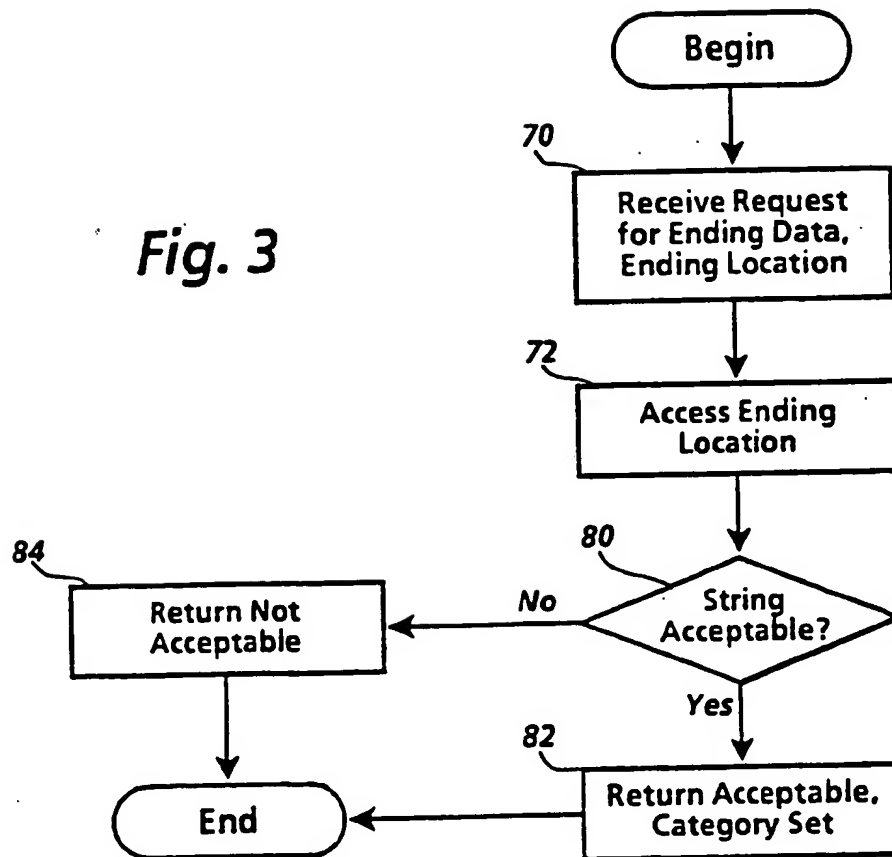 Begin
70
Receive Request
for Ending Data,
Ending Location
Fig. 3
72
Access Ending
Location
80
String
Acceptable?
No
84
Return Not
Acceptable
Yes
82
Return Acceptable,
Category Set
End